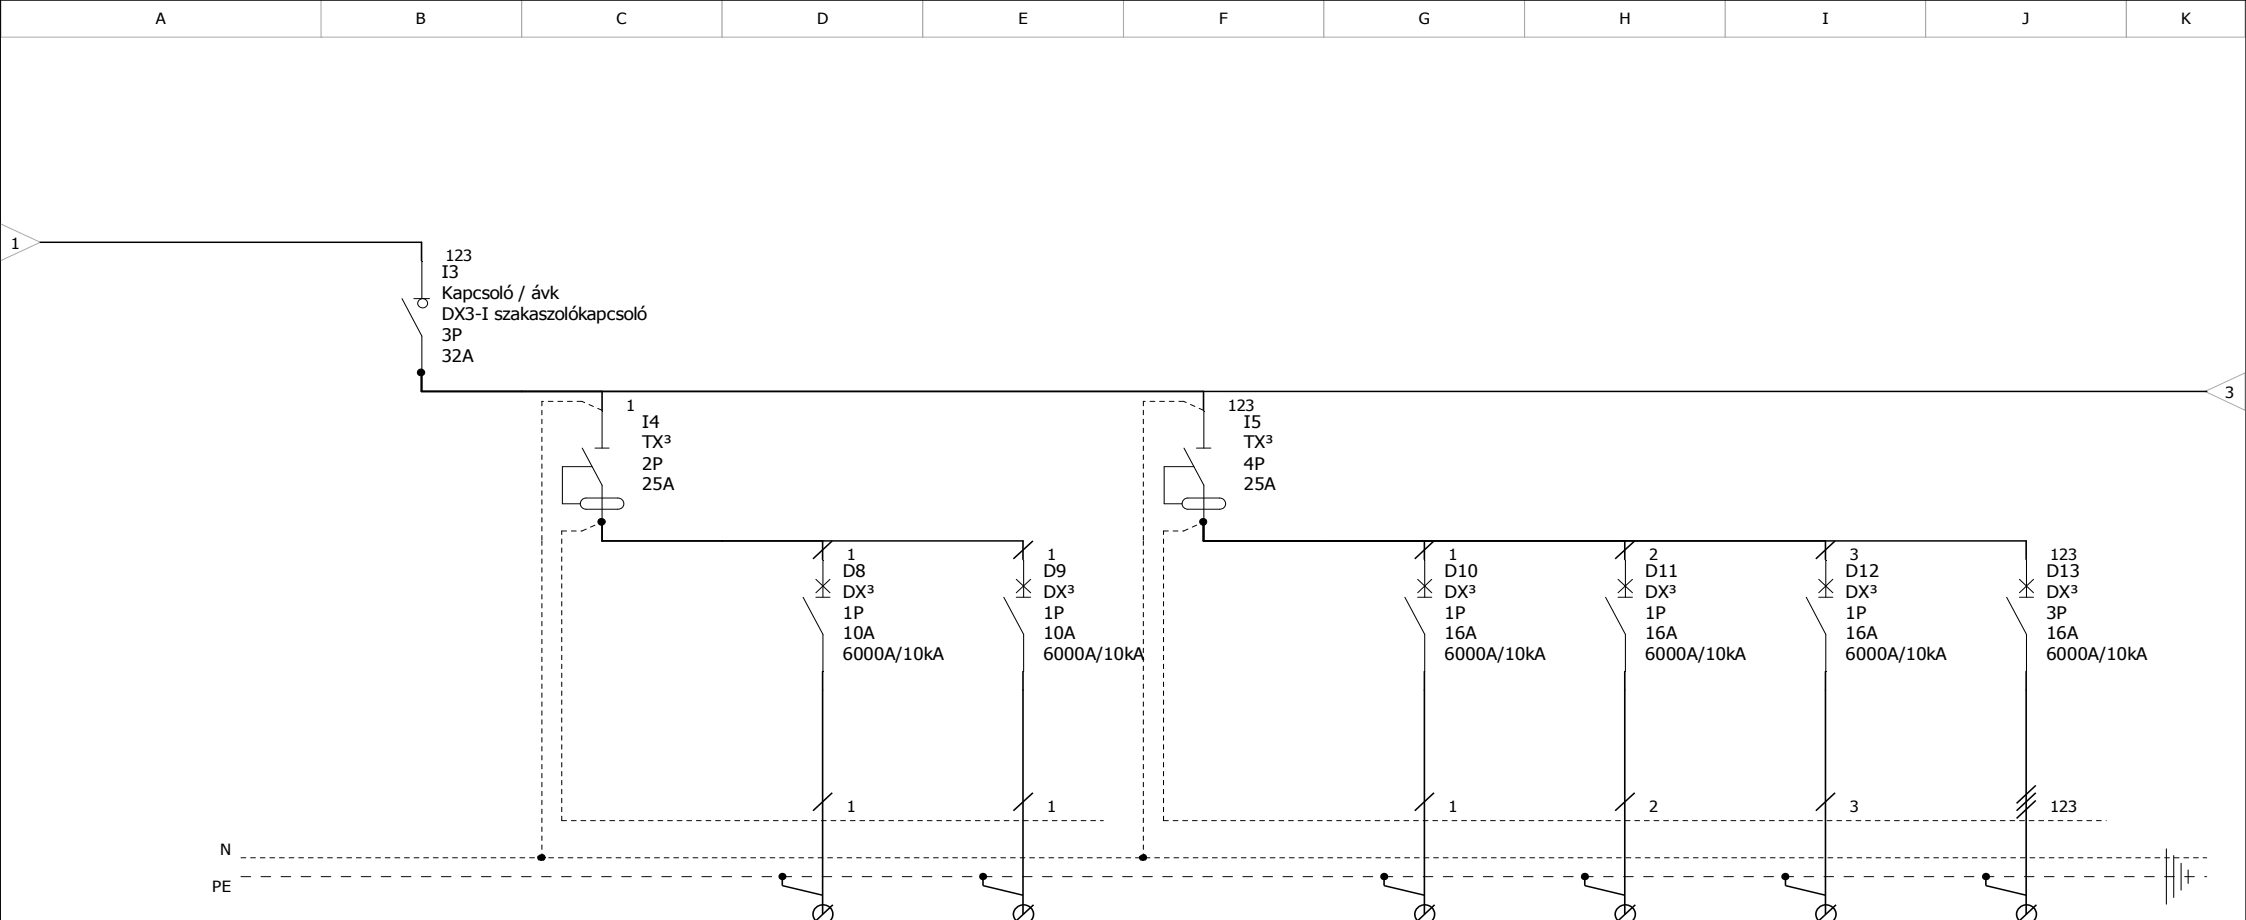 A B C D E F G H I J K
1
123
I3
Kapcsoló / ávk
DX3-I szakaszolókapcsoló
3P
32A
3
1
I4
TX³
2P
25A
123
I5
TX³
4P
25A
1
D8
DX³
1P
10A
6000A/10kA
1
D9
DX³
1P
10A
6000A/10kA
1
D10
DX³
1P
16A
6000A/10kA
2
D11
DX³
1P
16A
6000A/10kA
3
D12
DX³
1P
16A
6000A/10kA
123
D13
DX³
3P
16A
6000A/10kA
1 1 1 2 3 123
N
PE